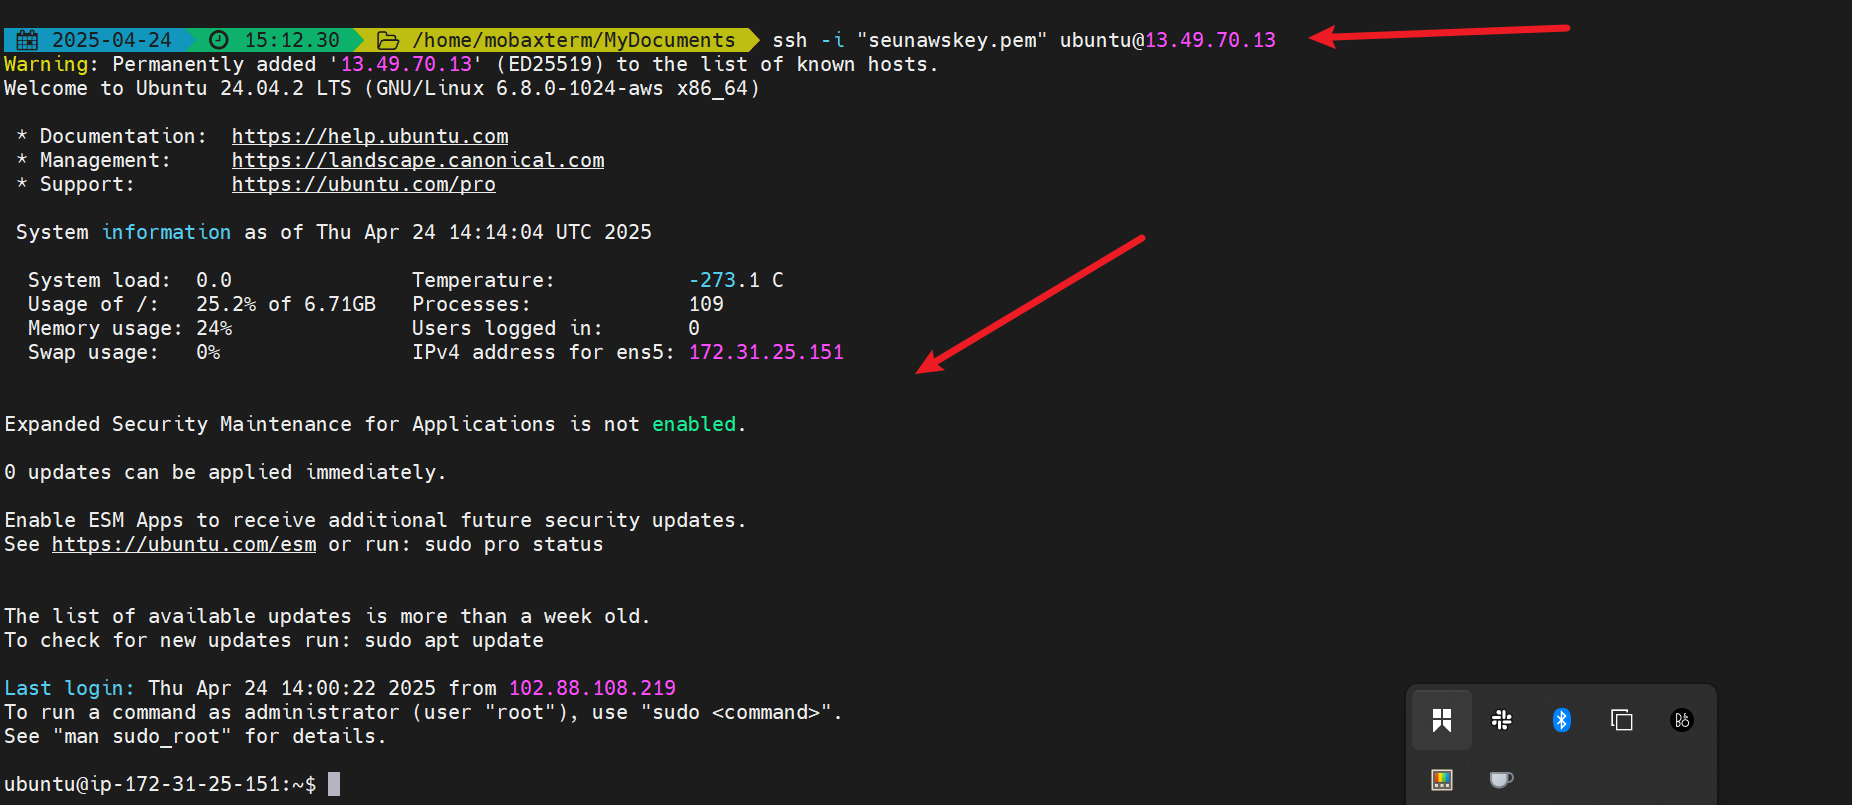 2025-04-24 15:12.30 /home/mobaxterm/MyDocuments ssh -i "seunawskey.pem" ubuntu@13.49.70.13
Warning: Permanently added '13.49.70.13' (ED25519) to the list of known hosts.
Welcome to Ubuntu 24.04.2 LTS (GNU/Linux 6.8.0-1024-aws x86_64)
* Documentation: https://help.ubuntu.com
* Management: https://landscape.canonical.com
* Support: https://ubuntu.com/pro
System information as of Thu Apr 24 14:14:04 UTC 2025
System load: 0.0 Temperature: -273.1 C
Usage of /: 25.2% of 6.71GB Processes: 109
Memory usage: 24% Users logged in: 0
Swap usage: 0% IPv4 address for ens5: 172.31.25.151
Expanded Security Maintenance for Applications is not enabled.
0 updates can be applied immediately.
Enable ESM Apps to receive additional future security updates.
See https://ubuntu.com/esm or run: sudo pro status
The list of available updates is more than a week old.
To check for new updates run: sudo apt update
Last login: Thu Apr 24 14:00:22 2025 from 102.88.108.219
To run a command as administrator (user "root"), use "sudo <command>".
See "man sudo_root" for details.
ubuntu@ip-172-31-25-151:~$